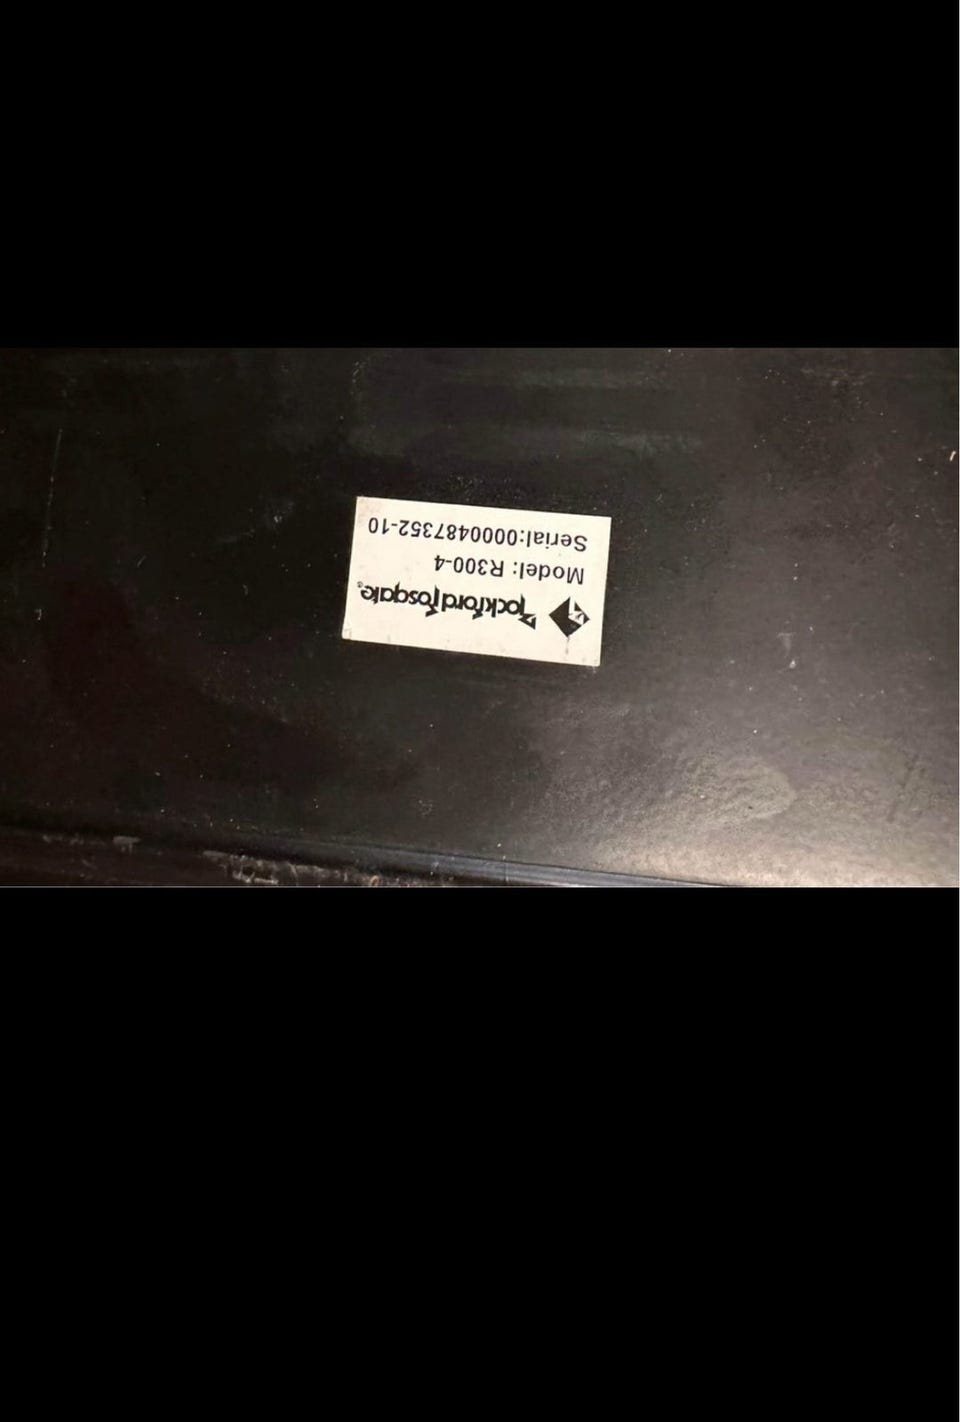 Rockford fosgate®
Model: R300-4
Serial:0000487352-10